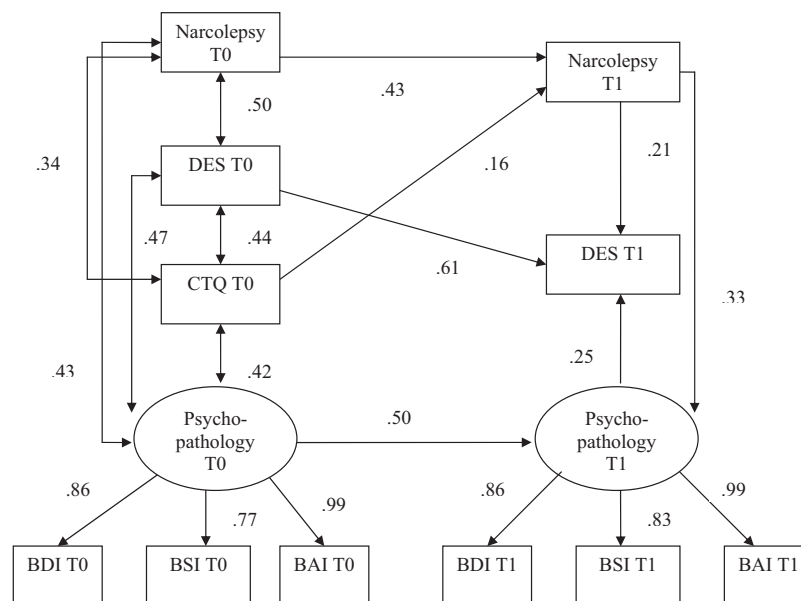 Narcolepsy
T0
Narcolepsy
T1
.50
.43
.34
.16
.21
DES T0
.47
.44
DES T1
.61
CTQ T0
.33
.43
.42
.25
Psycho-
pathology
T0
.50
Psycho-
pathology
T1
.86
.77
.99
.86
.83
.99
BDI T0
BSI T0
BAI T0
BDI T1
BSI T1
BAI T1